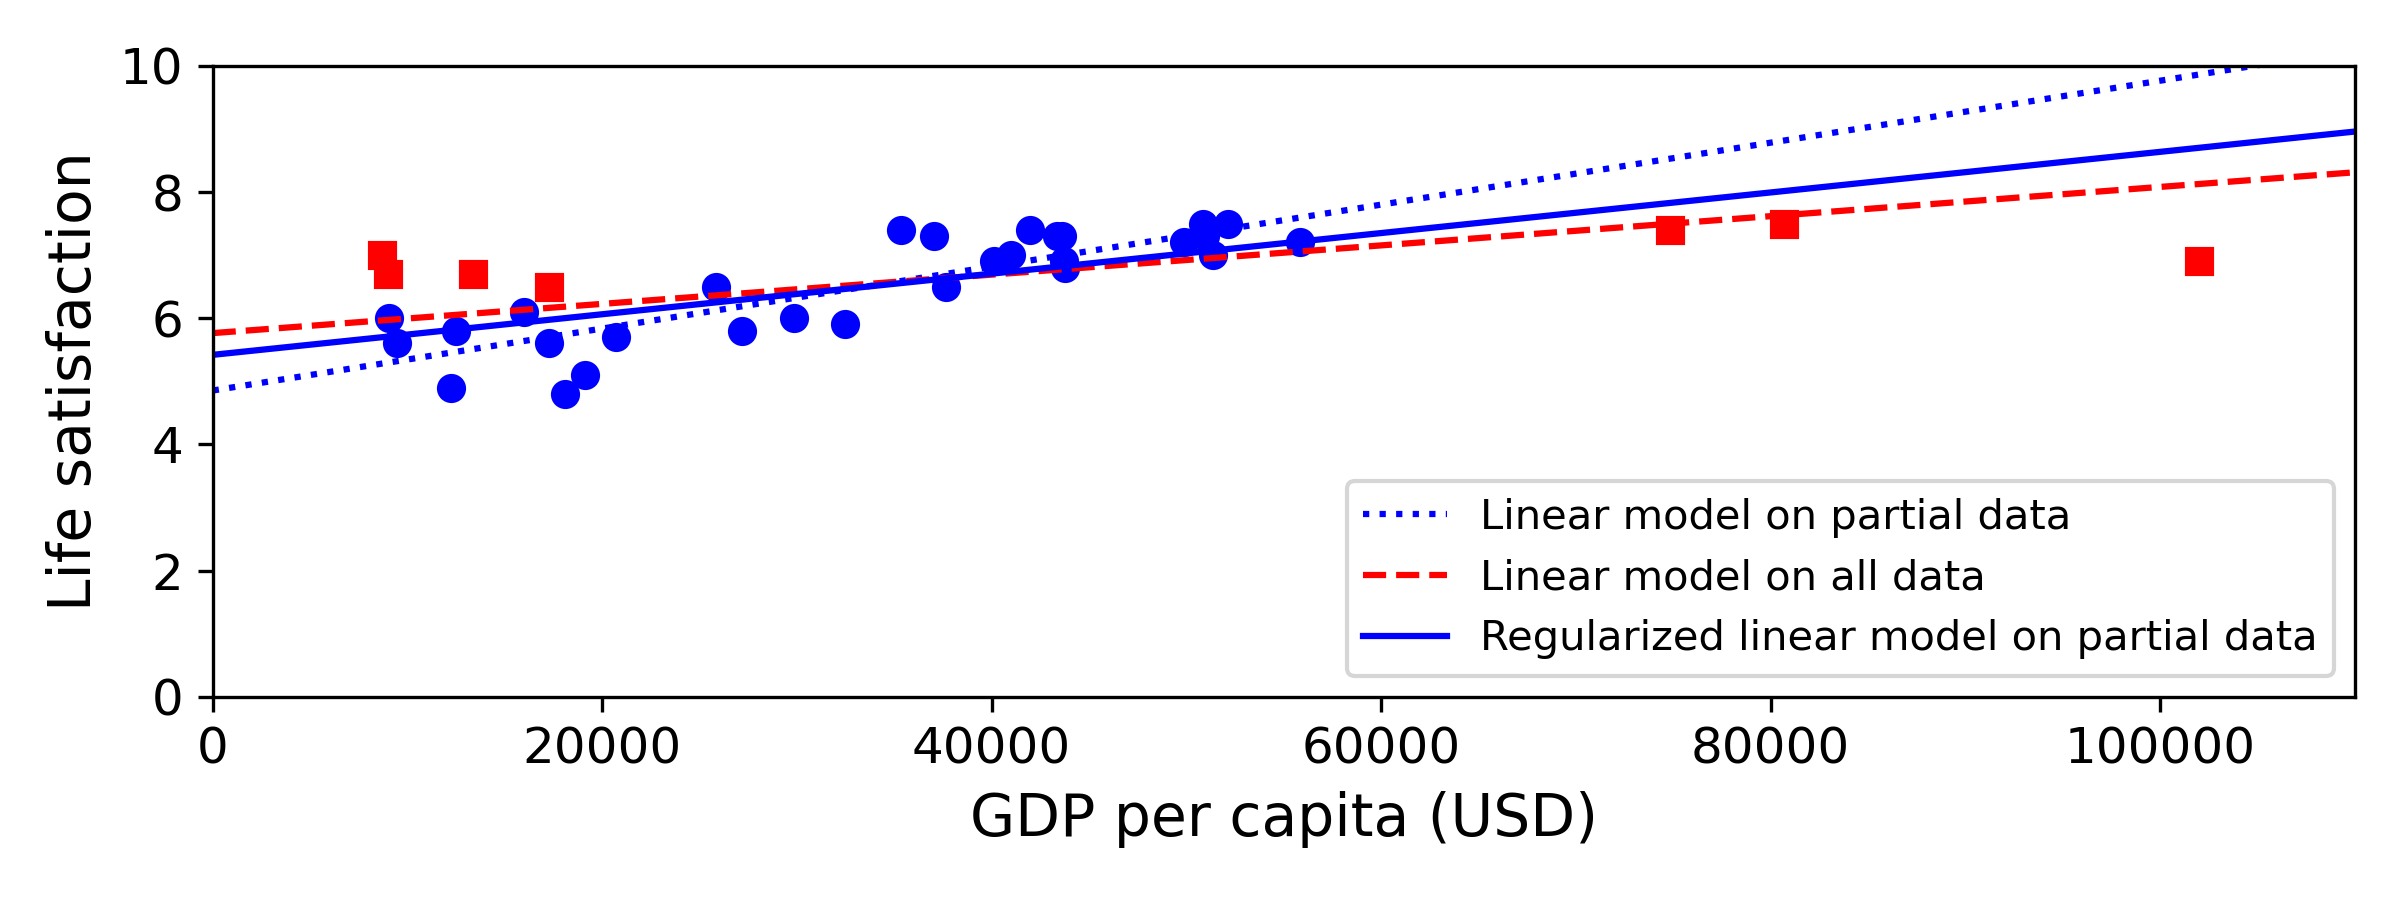 10
8
6
4
2
0
Life satisfaction
0 20000 40000 60000 80000 100000
GDP per capita (USD)
Linear model on partial data
Linear model on all data
Regularized linear model on partial data